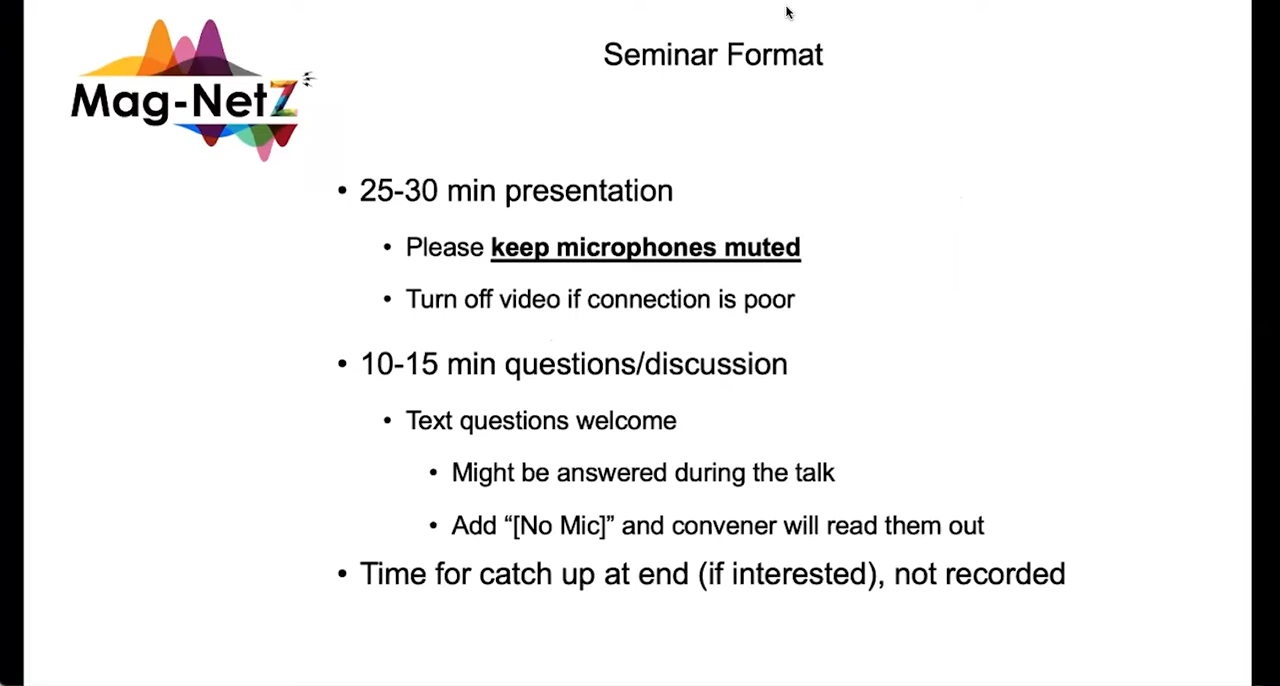 Mag-NetZ
Seminar Format
• 25-30 min presentation
• Please keep microphones muted
• Turn off video if connection is poor
• 10-15 min questions/discussion
• Text questions welcome
• Might be answered during the talk
• Add “[No Mic]” and convener will read them out
• Time for catch up at end (if interested), not recorded